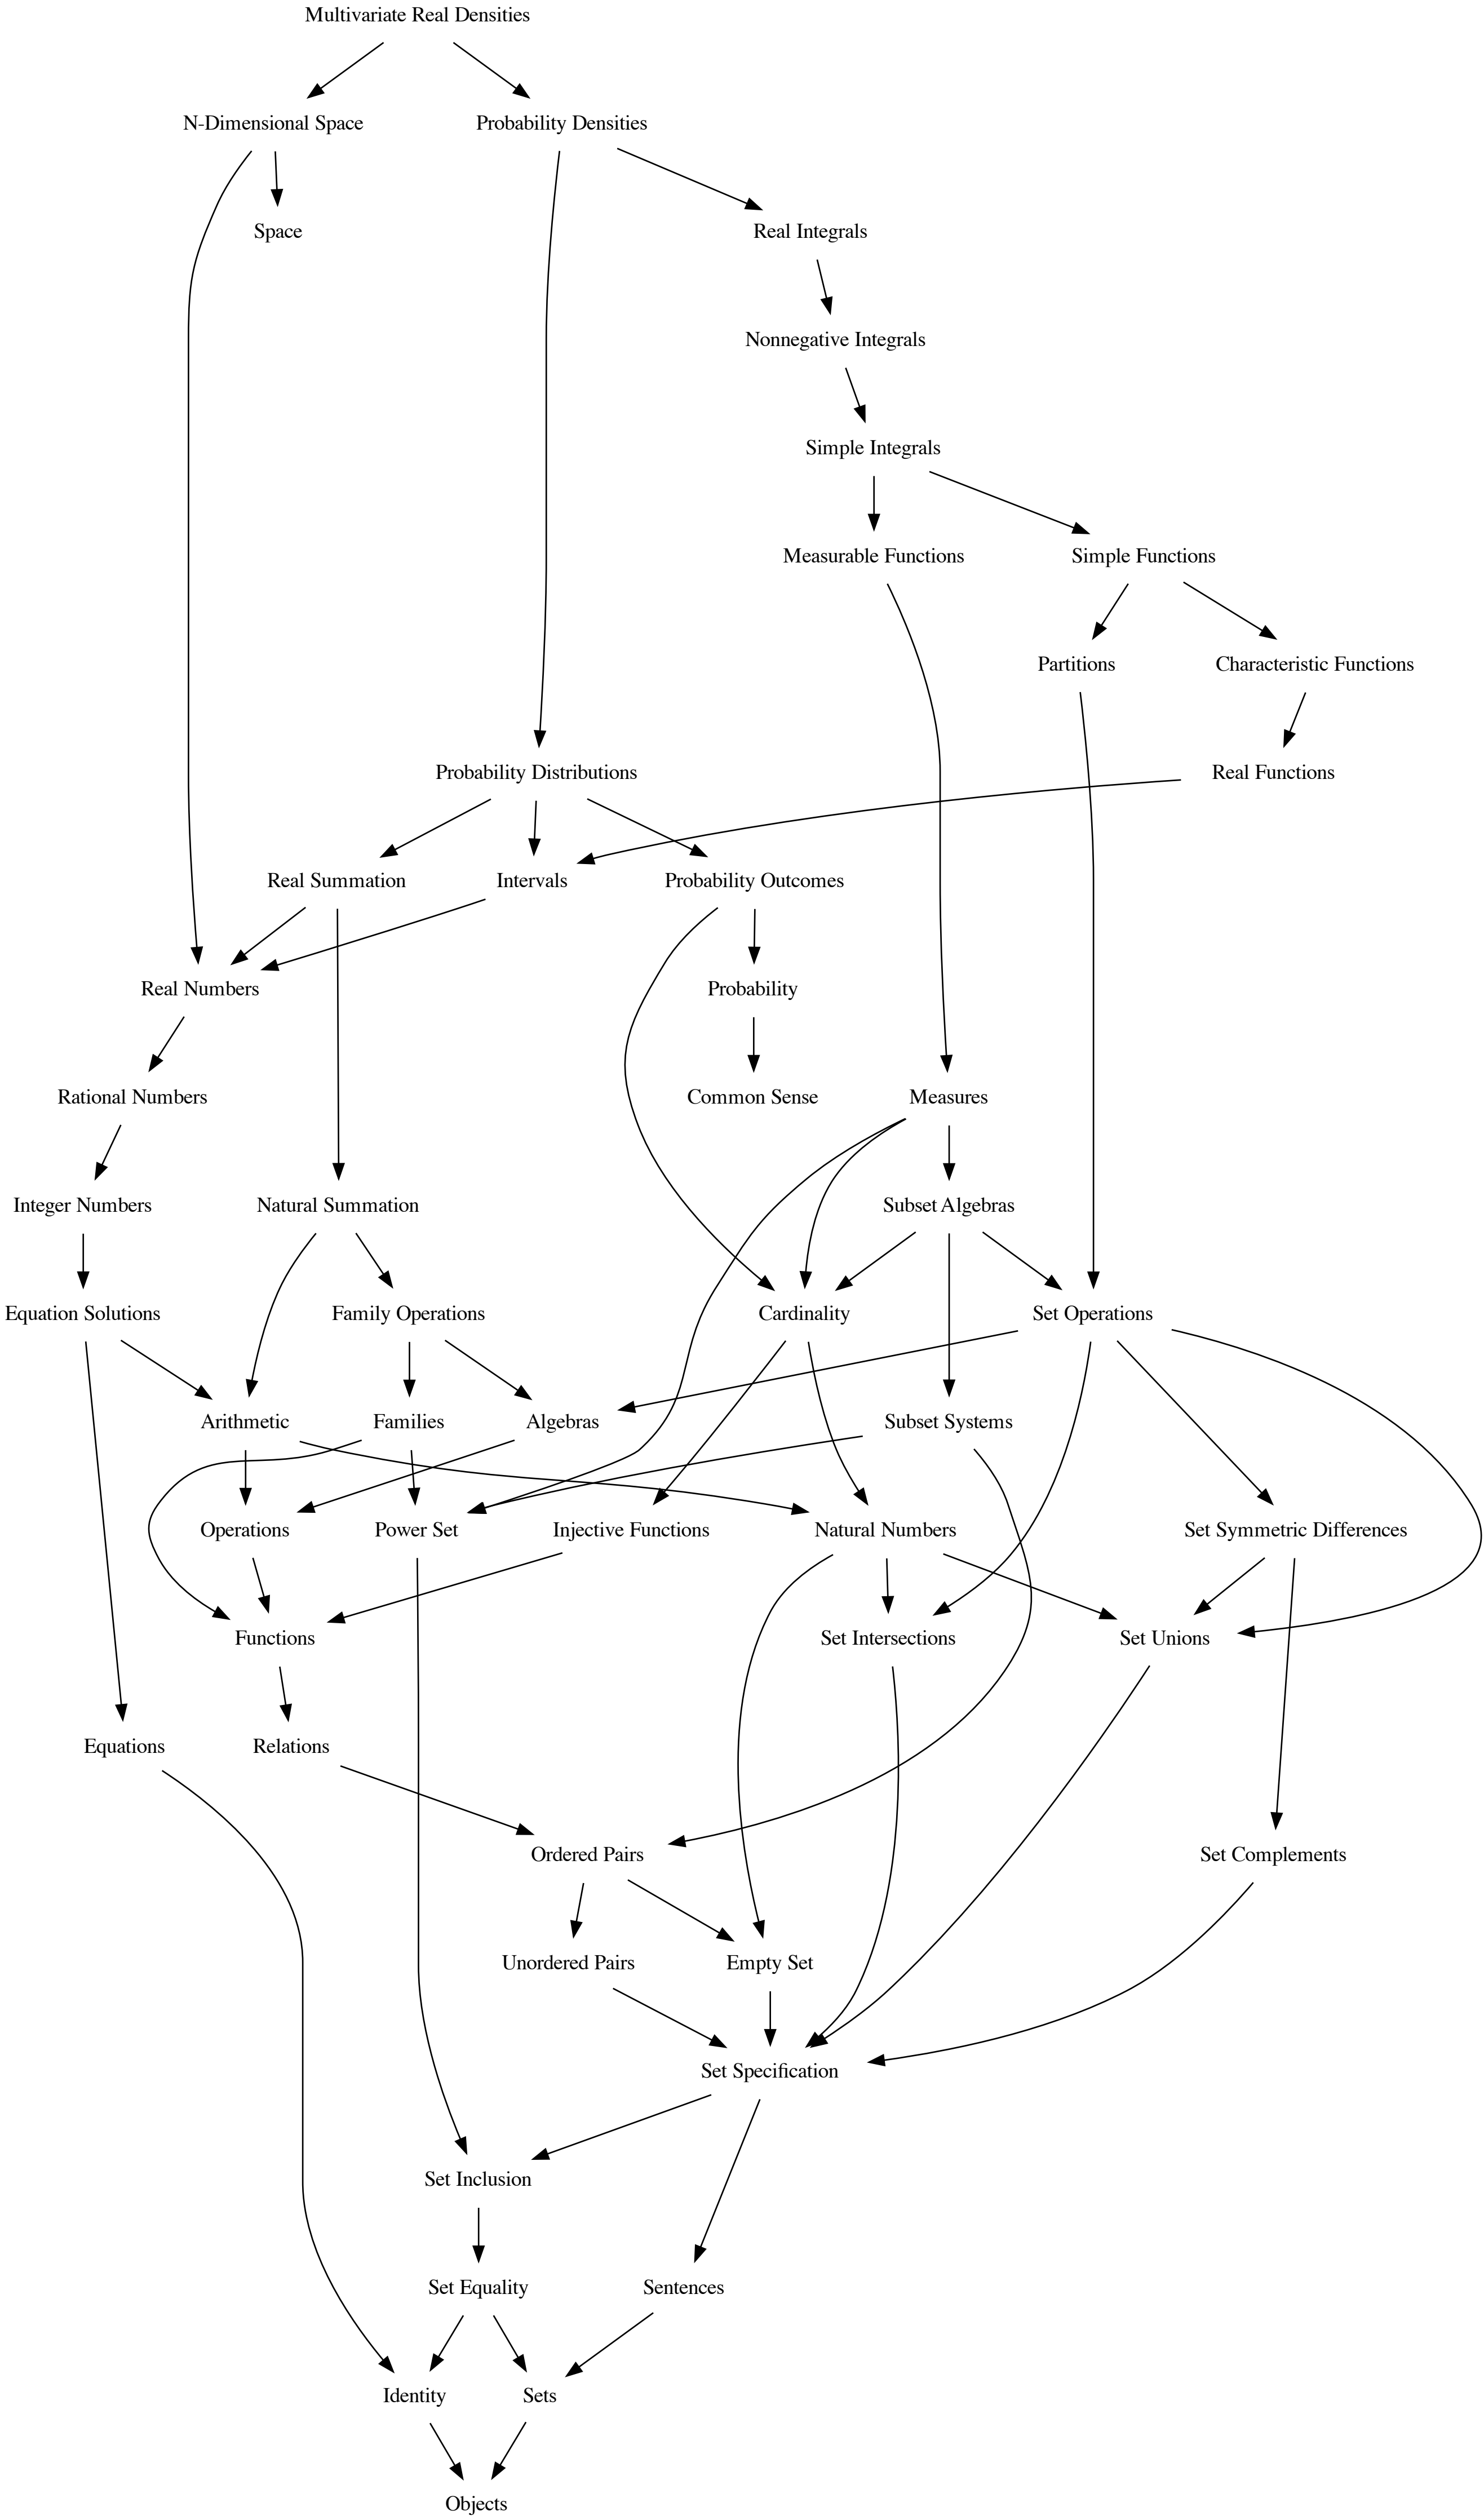 Multivariate Real Densities
N-Dimensional Space
Probability Densities
Space
Real Integrals
Nonnegative Integrals
Simple Integrals
Measurable Functions
Simple Functions
Partitions
Characteristic Functions
Probability Distributions
Real Functions
Real Summation
Intervals
Probability Outcomes
Real Numbers
Probability
Rational Numbers
Common Sense
Measures
Integer Numbers
Natural Summation
Subset Algebras
Equation Solutions
Family Operations
Cardinality
Set Operations
Arithmetic
Families
Algebras
Subset Systems
Operations
Power Set
Injective Functions
Natural Numbers
Set Symmetric Differences
Functions
Set Intersections
Set Unions
Equations
Relations
Ordered Pairs
Set Complements
Unordered Pairs
Empty Set
Set Specification
Set Inclusion
Set Equality
Sentences
Identity
Sets
Objects